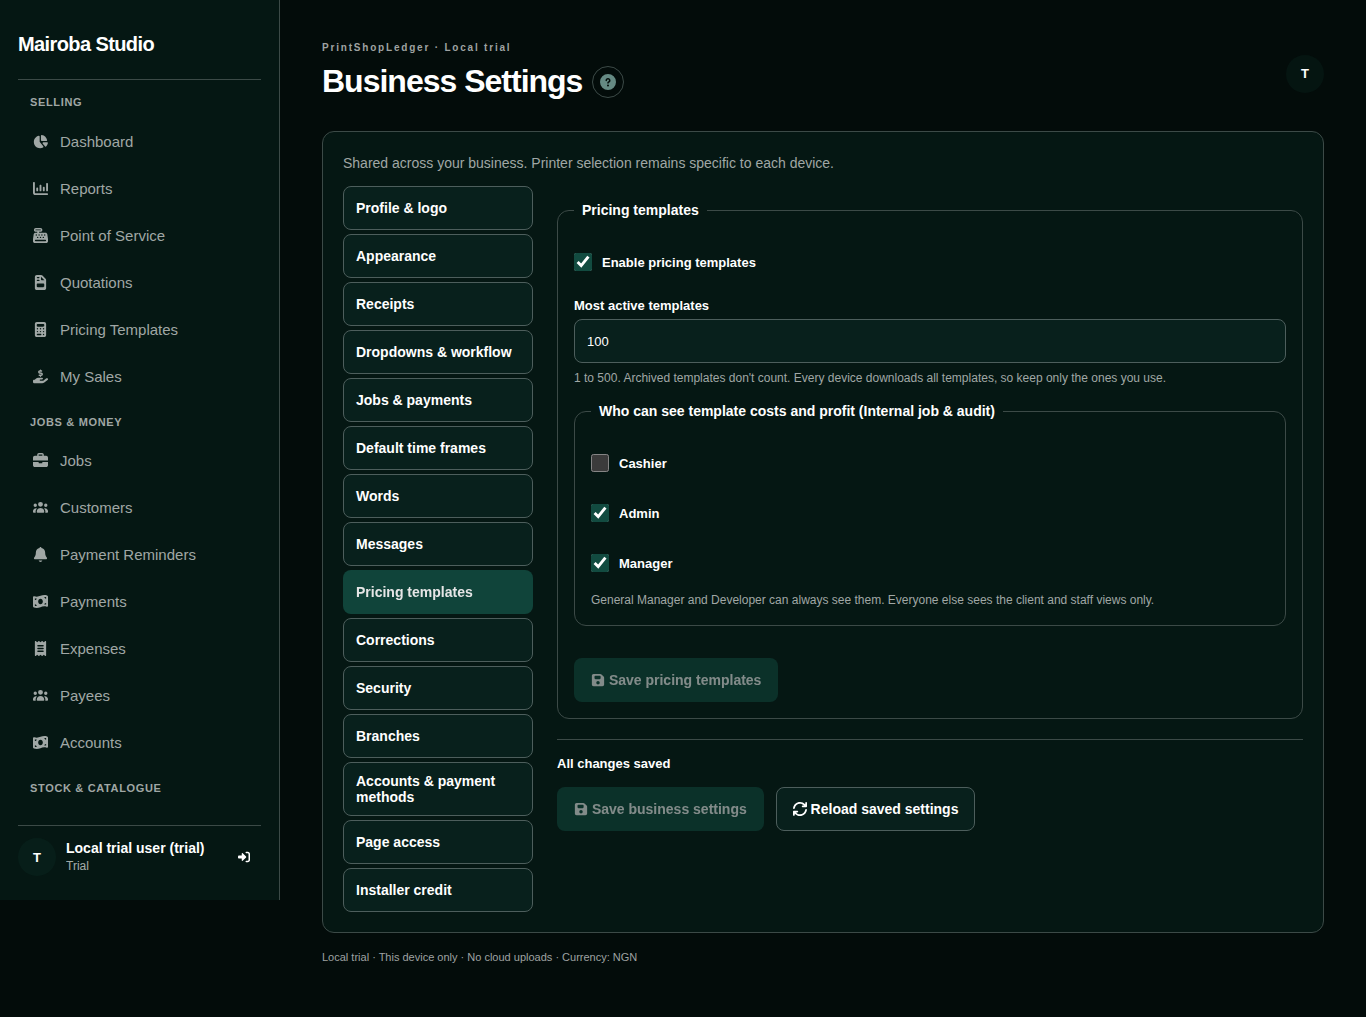 Mairoba Studio
SELLING
Dashboard
Reports
Point of Service
Quotations
Pricing Templates
My Sales
JOBS & MONEY
Jobs
Customers
Payment Reminders
Payments
Expenses
Payees
Accounts
STOCK & CATALOGUE
T
Local trial user (trial)
Trial
PrintShopLedger · Local trial
Business Settings
?
T
Shared across your business. Printer selection remains specific to each device.
Profile & logo
Appearance
Receipts
Dropdowns & workflow
Jobs & payments
Default time frames
Words
Messages
Pricing templates
Corrections
Security
Branches
Accounts & payment
methods
Page access
Installer credit
Pricing templates
Enable pricing templates
Most active templates
100
1 to 500. Archived templates don't count. Every device downloads all templates, so keep only the ones you use.
Who can see template costs and profit (Internal job & audit)
Cashier
Admin
Manager
General Manager and Developer can always see them. Everyone else sees the client and staff views only.
Save pricing templates
All changes saved
Save business settings
Reload saved settings
Local trial · This device only · No cloud uploads · Currency: NGN